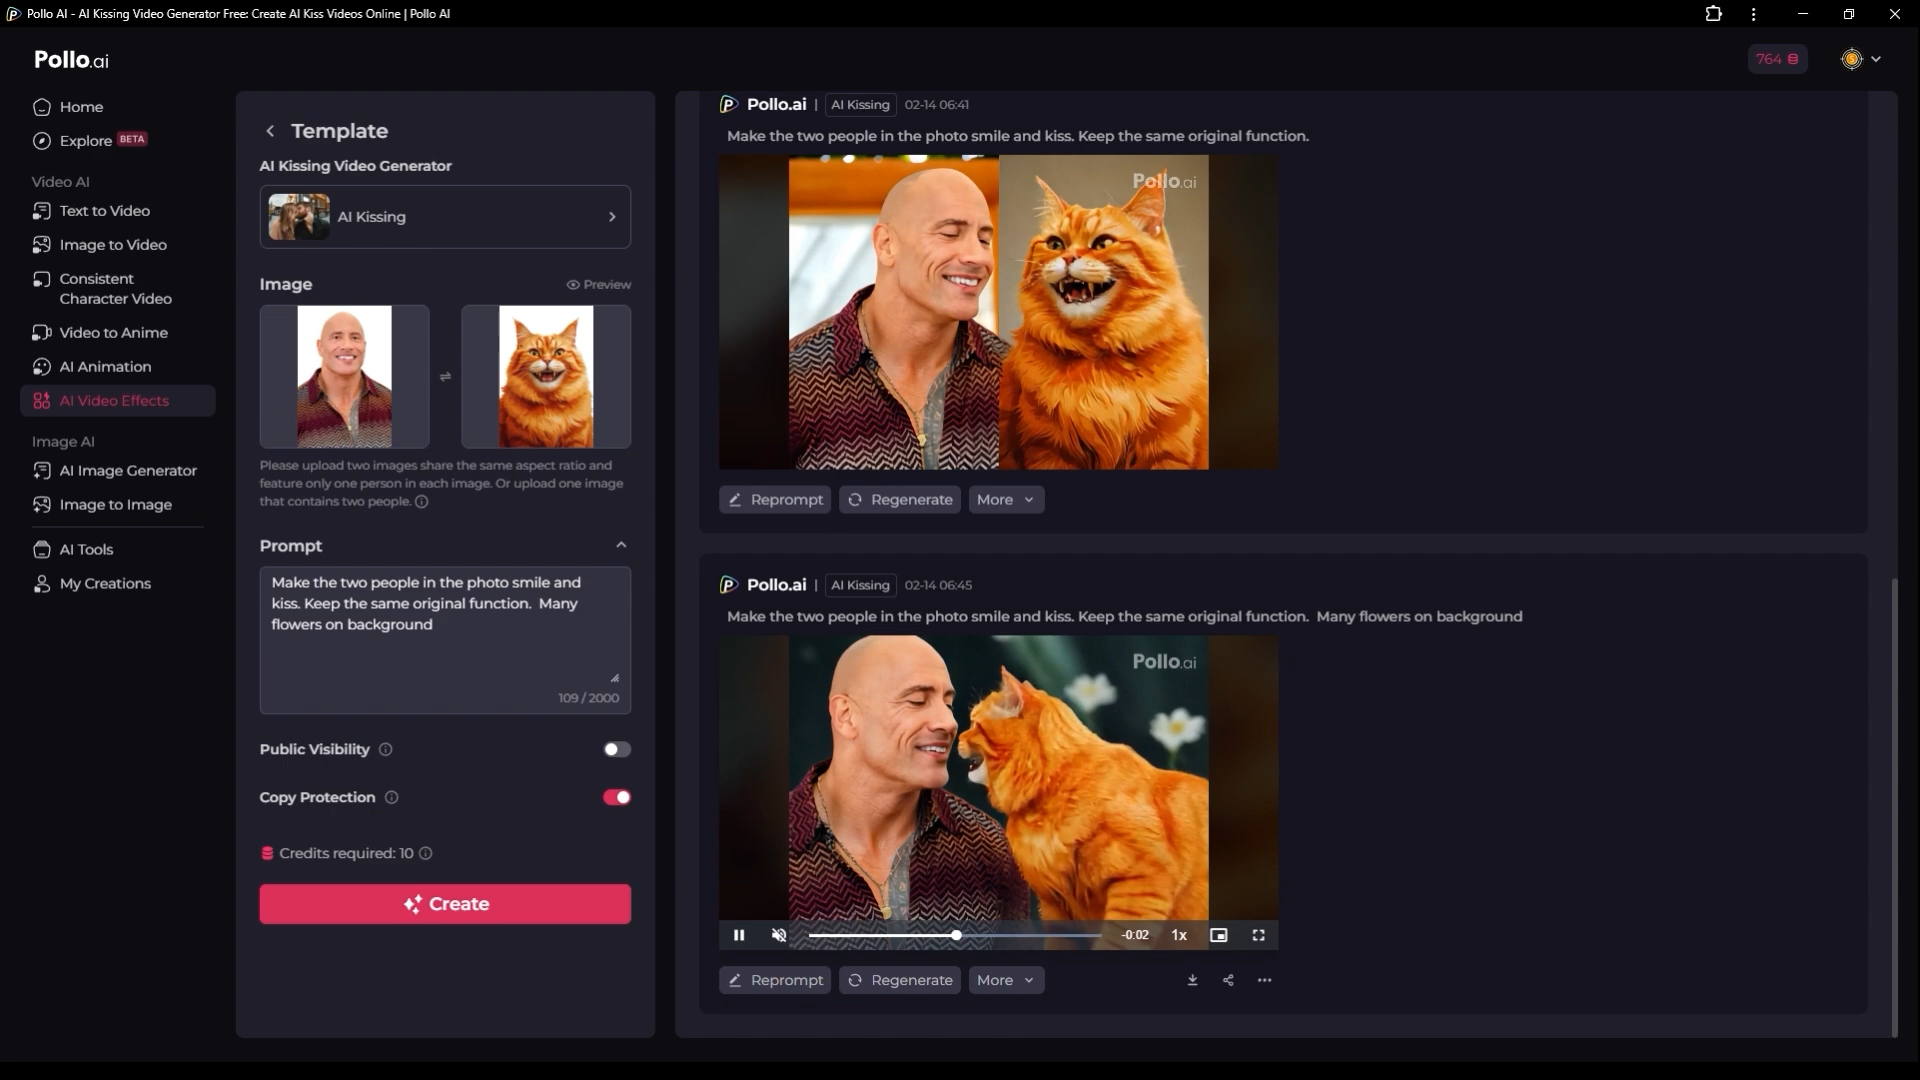 Pollo AI - AI Kissing Video Generator Free: Create AI Kiss Videos Online | Pollo AI
Pollo.ai
764
Home
Explore BETA
Video AI
Text to Video
Image to Video
Consistent
Character Video
Video to Anime
AI Animation
AI Video Effects
Image AI
AI Image Generator
Image to Image
AI Tools
My Creations
Template
AI Kissing Video Generator
AI Kissing
Image
Preview
Please upload two images share the same aspect ratio and
feature only one person in each image. Or upload one image
that contains two people.
Prompt
Make the two people in the photo smile and
kiss. Keep the same original function.  Many
flowers on background
109 / 2000
Public Visibility
Copy Protection
Credits required: 10
Create
Pollo.ai | AI Kissing 02-14 06:41
Make the two people in the photo smile and kiss. Keep the same original function.
Pollo.ai
Reprompt Regenerate More
Pollo.ai | AI Kissing 02-14 06:45
Make the two people in the photo smile and kiss. Keep the same original function.  Many flowers on background
Pollo.ai
-0:02 1x
Reprompt Regenerate More